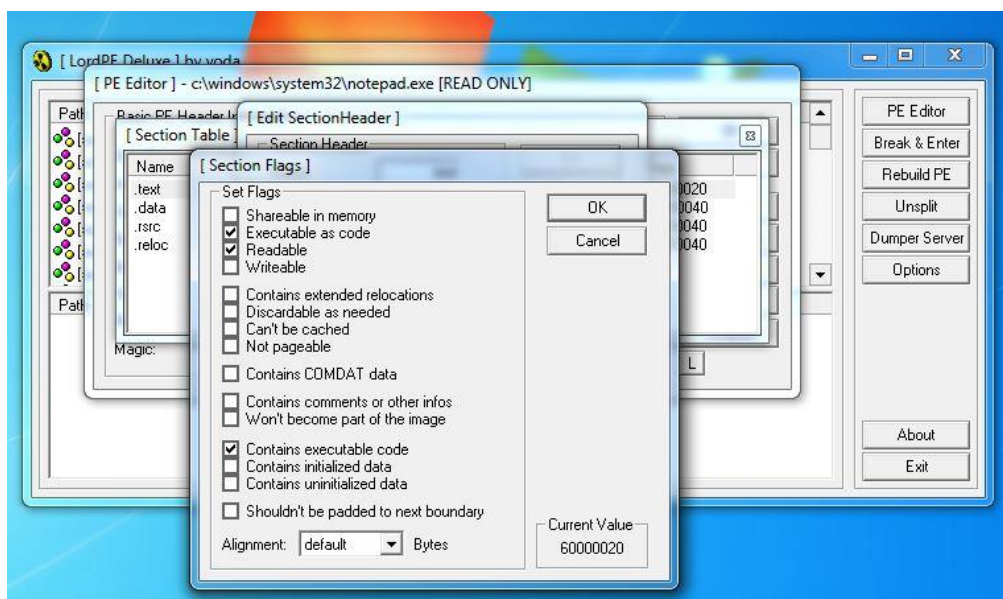 [ LordPE Deluxe ] by yoda
[ PE Editor ] - c:\windows\system32\notepad.exe [READ ONLY]
Path
Basic PE Header
[ Edit SectionHeader ]
[ Section Table ]
Section Header
[ Section Flags ]
Name
.text
.data
.rsrc
.reloc
0020
0040
0040
0040
Set Flags
Shareable in memory
Executable as code
Readable
Writeable
Contains extended relocations
Discardable as needed
Can't be cached
Not pageable
Contains COMDAT data
Contains comments or other infos
Won't become part of the image
Contains executable code
Contains initialized data
Contains uninitialized data
Shouldn't be padded to next boundary
Alignment: default Bytes
OK
Cancel
Current Value
60000020
Path
Magic:
L
PE Editor
Break & Enter
Rebuild PE
Unsplit
Dumper Server
Options
About
Exit